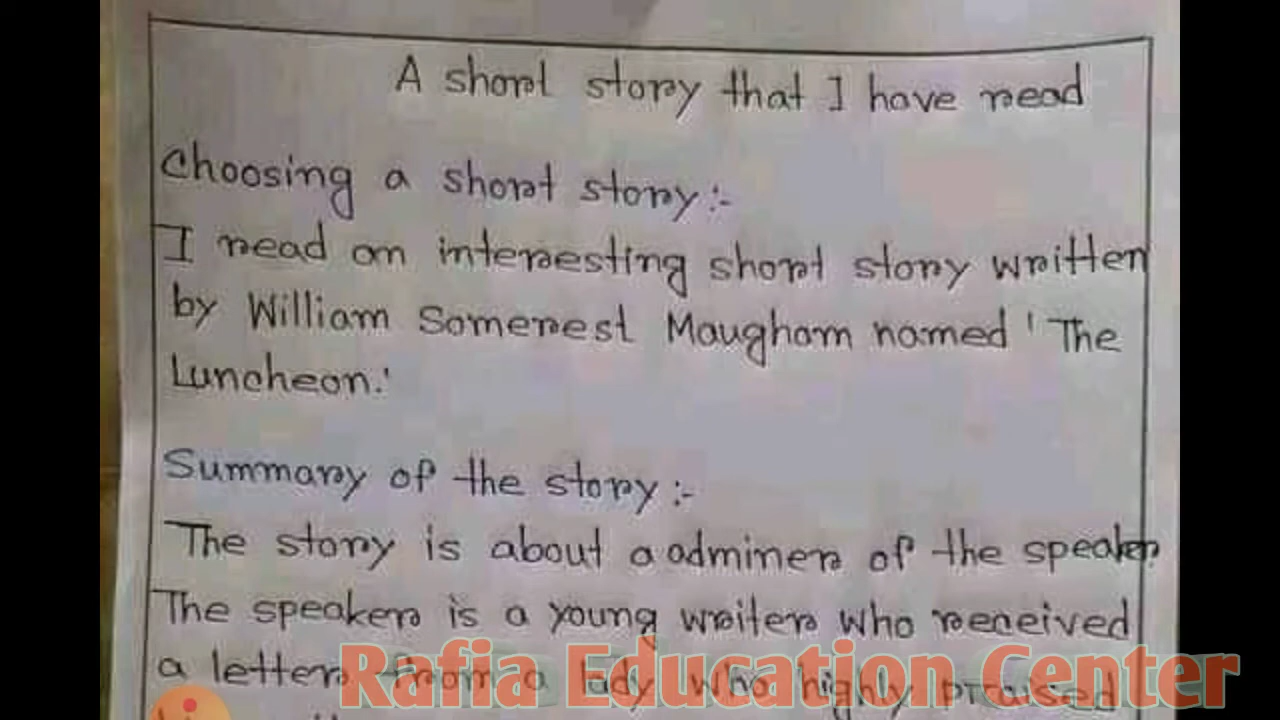 A short story that I have read
Choosing a short story:-
I read an interesting short story written
by William Somerest Maugham named 'The
Luncheon.'
Summary of the story:-
The story is about a admirer of the speaker.
The speaker is a young writer who received
a letter from a lady who highly praised
Rafia Education Center